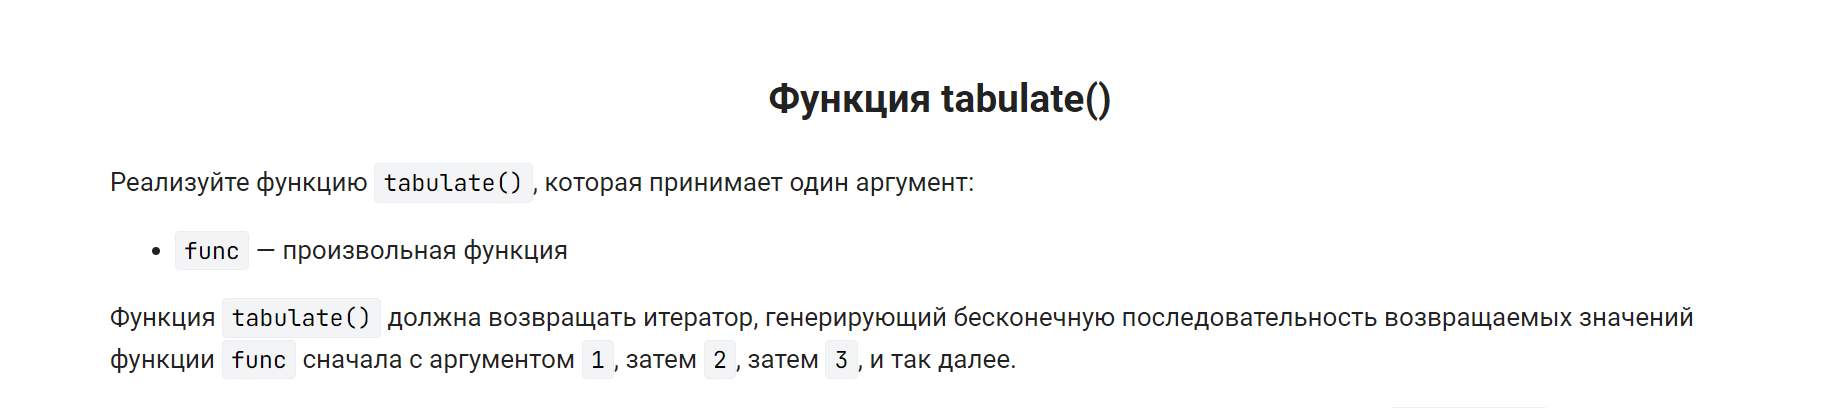 Функция tabulate()
Реализуйте функцию tabulate(), которая принимает один аргумент:
• func — произвольная функция
Функция tabulate() должна возвращать итератор, генерирующий бесконечную последовательность возвращаемых значений
функции func сначала с аргументом 1, затем 2, затем 3, и так далее.